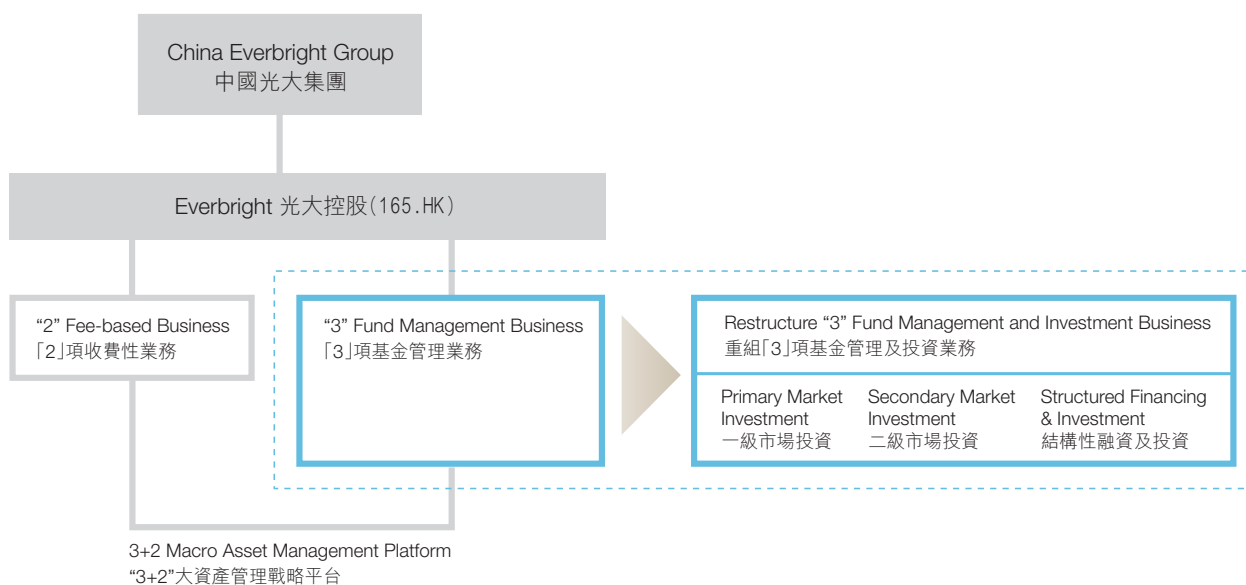 China Everbright Group
中國光大集團
Everbright 光大控股(165.HK)
“2” Fee-based Business
「2」項收費性業務
“3” Fund Management Business
「3」項基金管理業務
Restructure “3” Fund Management and Investment Business
重組「3」項基金管理及投資業務
Primary Market
Investment
一級市場投資
Secondary Market
Investment
二級市場投資
Structured Financing
& Investment
結構性融資及投資
3+2 Macro Asset Management Platform
“3+2”大資產管理戰略平台